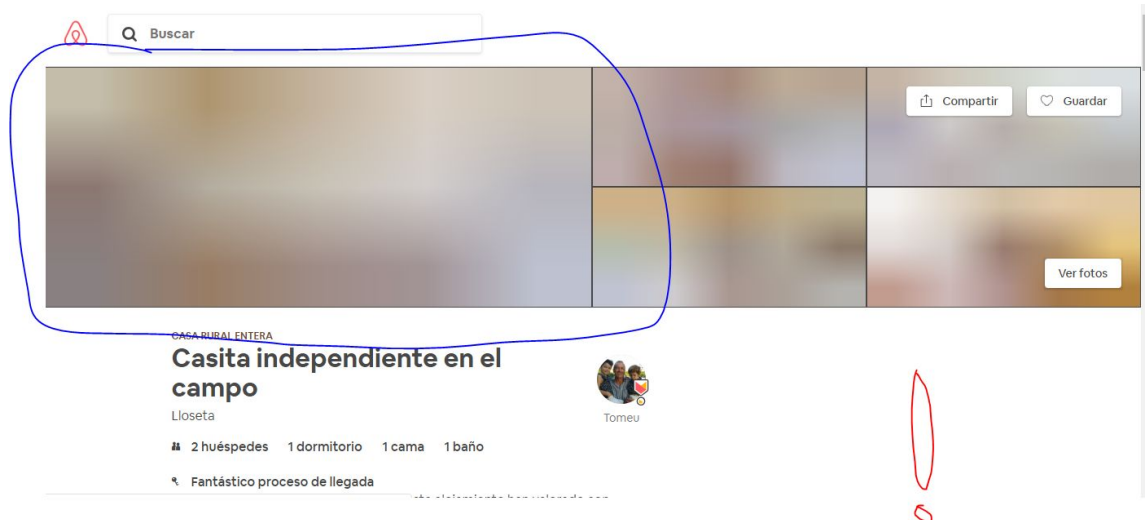 Buscar
Compartir
Guardar
Ver fotos
CASA RURAL ENTERA
Casita independiente en el
campo
Lloseta
Tomeu
2 huéspedes 1 dormitorio 1 cama 1 baño
Fantástico proceso de llegada